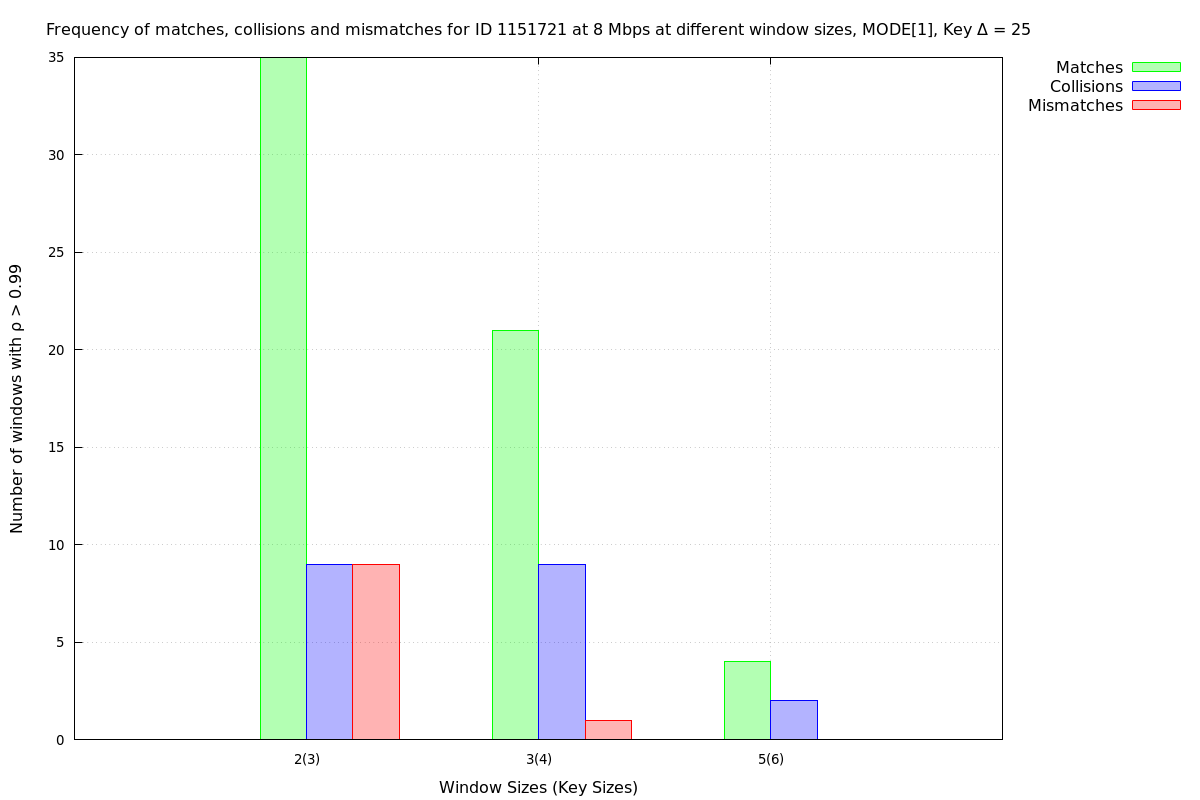 Frequency of matches, collisions and mismatches for ID 1151721 at 8 Mbps at different window sizes, MODE[1], Key Δ = 25
Matches
Collisions
Mismatches
Number of windows with ρ > 0.99
35
30
25
20
15
10
5
0
2(3) 3(4) 5(6)
Window Sizes (Key Sizes)